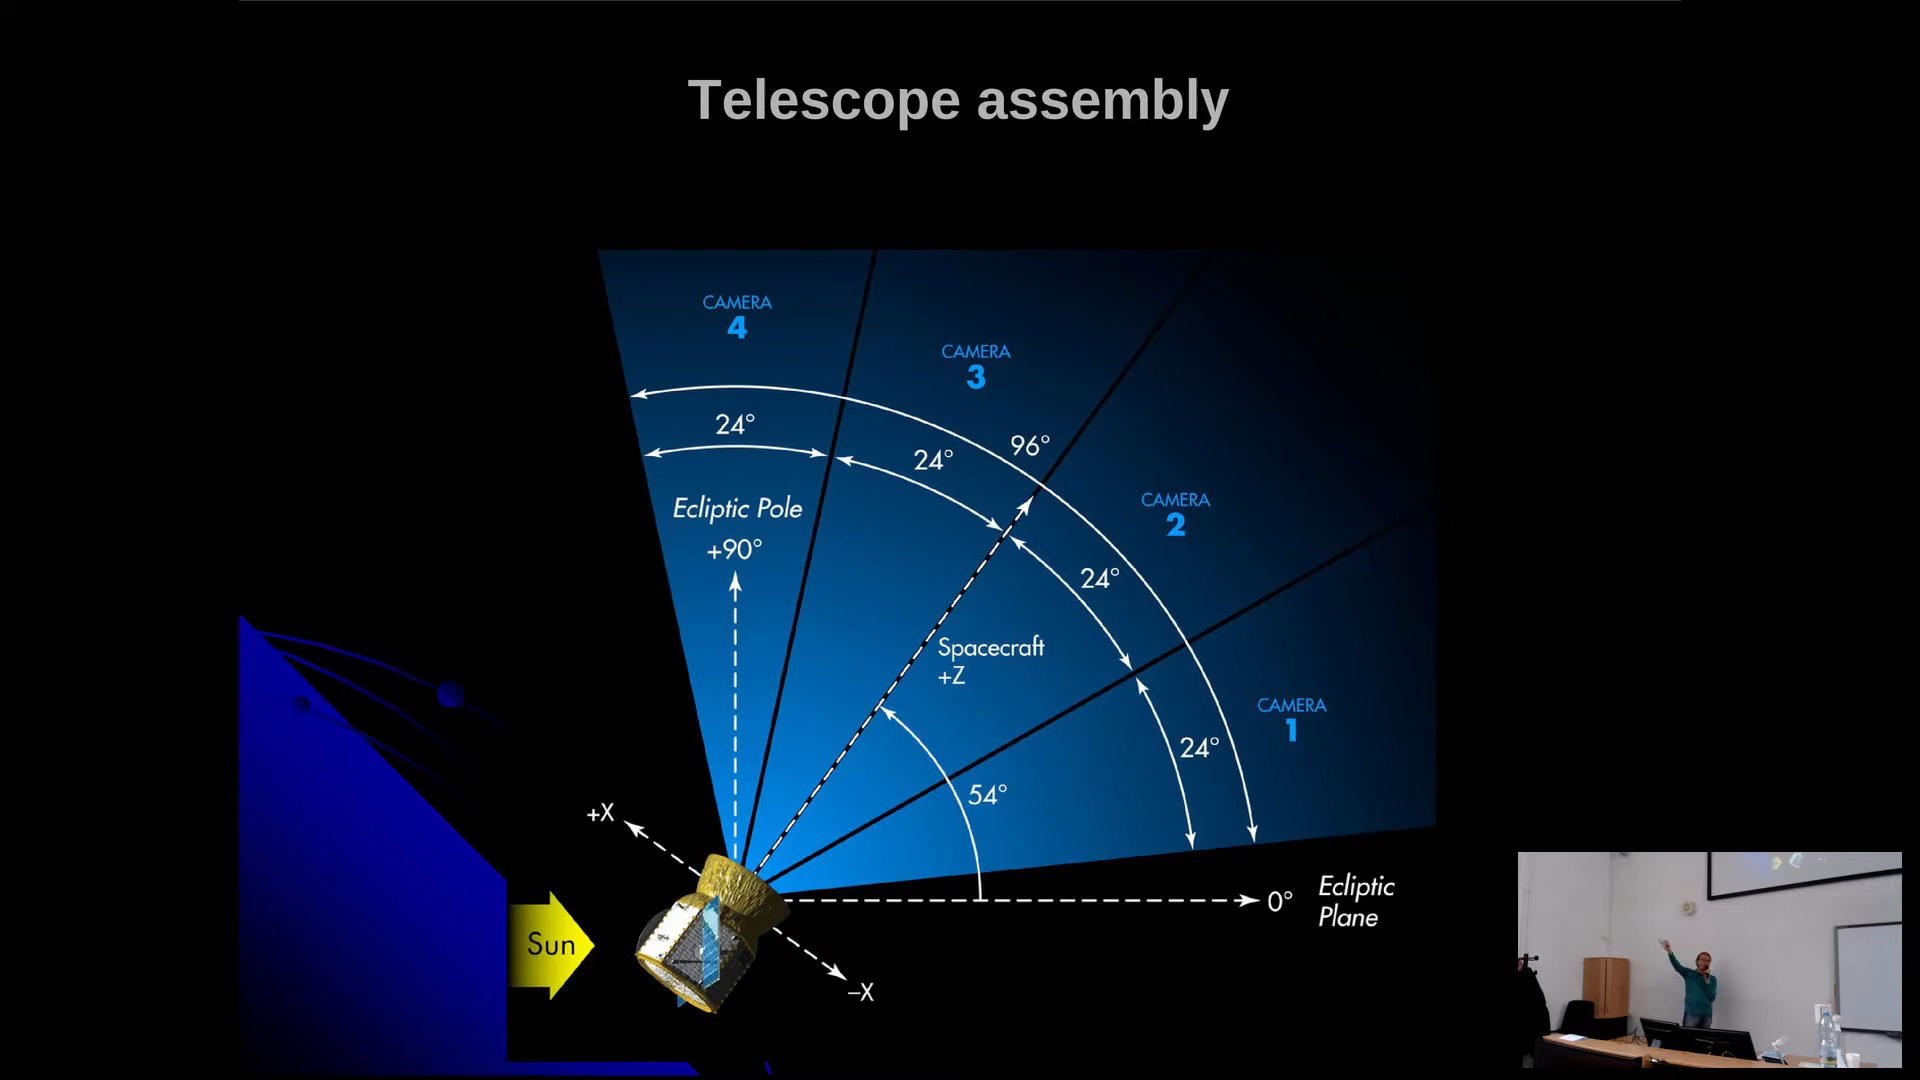 Telescope assembly
CAMERA
4
CAMERA
3
96°
24°
24°
CAMERA
2
Ecliptic Pole
+90°
24°
Spacecraft
+Z
CAMERA
1
24°
54°
+X
0°
Ecliptic
Plane
Sun
–X